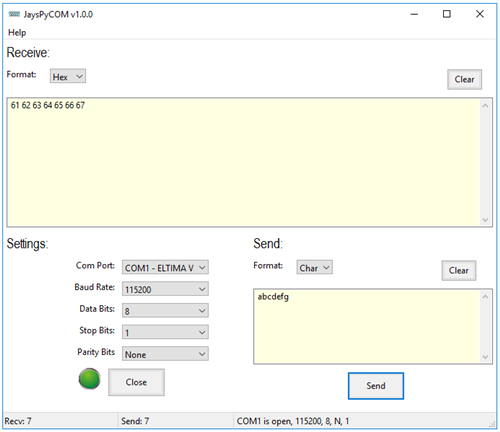 JaysPyCOM v1.0.0
Help
Receive:
Format: Hex Clear
61 62 63 64 65 66 67
Settings: Send:
Com Port: COM1 - ELTIMA V Format: Char Clear
Baud Rate: 115200 abcdefg
Data Bits: 8
Stop Bits: 1
Parity Bits None
Close Send
Recv: 7 Send: 7 COM1 is open, 115200, 8, N, 1